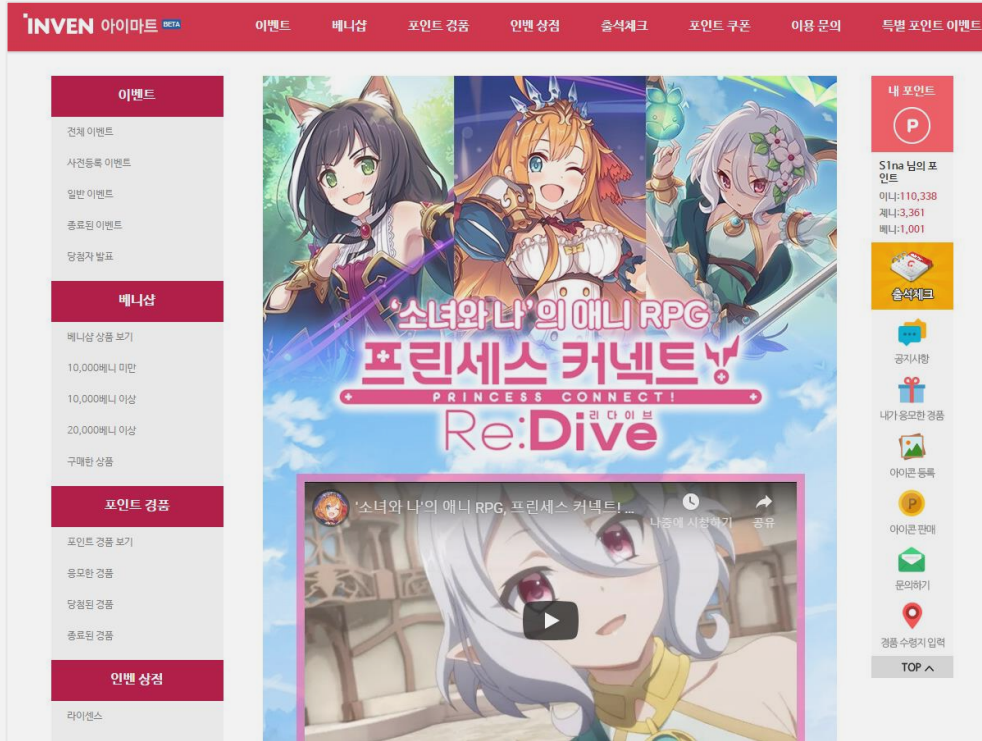 INVEN 아이마트 BETA
이벤트 베니샵 포인트 경품 인벤 상점 출석체크 포인트 쿠폰 이용 문의 특별 포인트 이벤트
이벤트
전체 이벤트
사전등록 이벤트
일반 이벤트
종료된 이벤트
당첨자 발표
베니샵
베니샵 상품 보기
10,000베니 미만
10,000베니 이상
20,000베니 이상
구매한 상품
포인트 경품
포인트 경품 보기
응모한 경품
당첨된 경품
종료된 경품
인벤 상점
라이센스
'소녀와 나'의 애니 RPG
프린세스 커넥트!
PRINCESS CONNECT!
리다이브
Re:Dive
'소녀와 나'의 애니 RPG, 프린세스 커넥트! ...
나중에 시청하기 공유
내 포인트
P
S1na 님의 포
인트
이니:110,338
제니:3,361
베니:1,001
출석체크
공지사항
내가 응모한 경품
아이콘 등록
P
아이콘 판매
문의하기
경품 수령지 입력
TOP